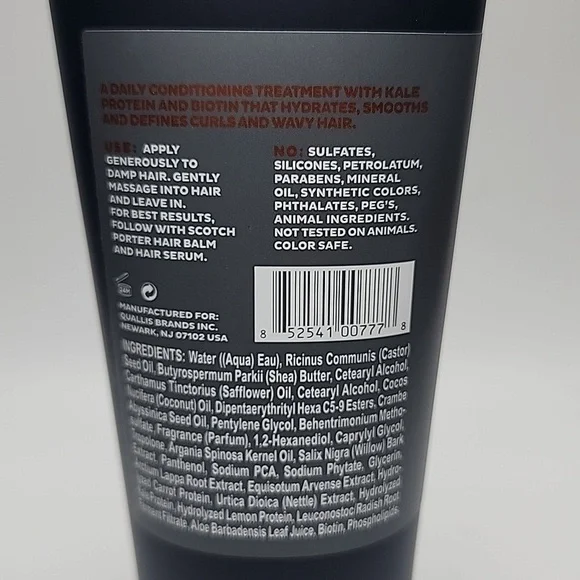 A DAILY CONDITIONING TREATMENT WITH KALE
PROTEIN AND BIOTIN THAT HYDRATES, SMOOTHS
AND DEFINES CURLS AND WAVY HAIR.
USE: APPLY
GENEROUSLY TO
DAMP HAIR. GENTLY
MASSAGE INTO HAIR
AND LEAVE IN.
FOR BEST RESULTS,
FOLLOW WITH SCOTCH
PORTER HAIR BALM
AND HAIR SERUM.
NO: SULFATES,
SILICONES, PETROLATUM,
PARABENS, MINERAL
OIL, SYNTHETIC COLORS,
PHTHALATES, PEG'S,
ANIMAL INGREDIENTS.
NOT TESTED ON ANIMALS.
COLOR SAFE.
MANUFACTURED FOR:
QUALLIS BRANDS INC.
NEWARK, NJ 07102 USA
8 52541 00777 8
INGREDIENTS: Water ((Aqua) Eau), Ricinus Communis (Castor)
Seed Oil, Butyrospermum Parkii (Shea) Butter, Cetearyl Alcohol,
Carthamus Tinctorius (Safflower) Oil, Cetearyl Alcohol, Cocos
Nucifera (Coconut) Oil, Dipentaerythrityl Hexa C5-9 Esters, Crambe
Abyssinica Seed Oil, Pentylene Glycol, Behentrimonium Metho-
sulfate, Fragrance (Parfum), 1,2-Hexanediol, Caprylyl Glycol,
Tropolone, Argania Spinosa Kernel Oil, Salix Nigra (Willow) Bark
Extract, Panthenol, Sodium PCA, Sodium Phytate, Glycerin,
Arctium Lappa Root Extract, Equisotum Arvense Extract, Hydro-
lyzed Carrot Protein, Urtica Dioica (Nettle) Extract, Hydrolyzed
Kale Protein, Hydrolyzed Lemon Protein, Leuconostoc Radish Root
Ferment Filtrate, Aloe Barbadensis Leaf Juice, Biotin, Phospholipids.